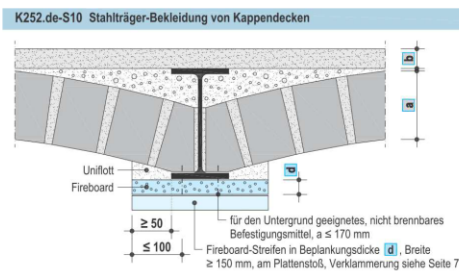 K252.de-S10 Stahlträger-Bekleidung von Kappendecken
d
a
d
Uniflott
Fireboard
≥ 50
≤ 100
für den Untergrund geeignetes, nicht brennbares
Befestigungsmittel, a ≤ 170 mm
Fireboard-Streifen in Beplankungsdicke d , Breite
≥ 150 mm, am Plattenstoß, Verklammerung siehe Seite 7